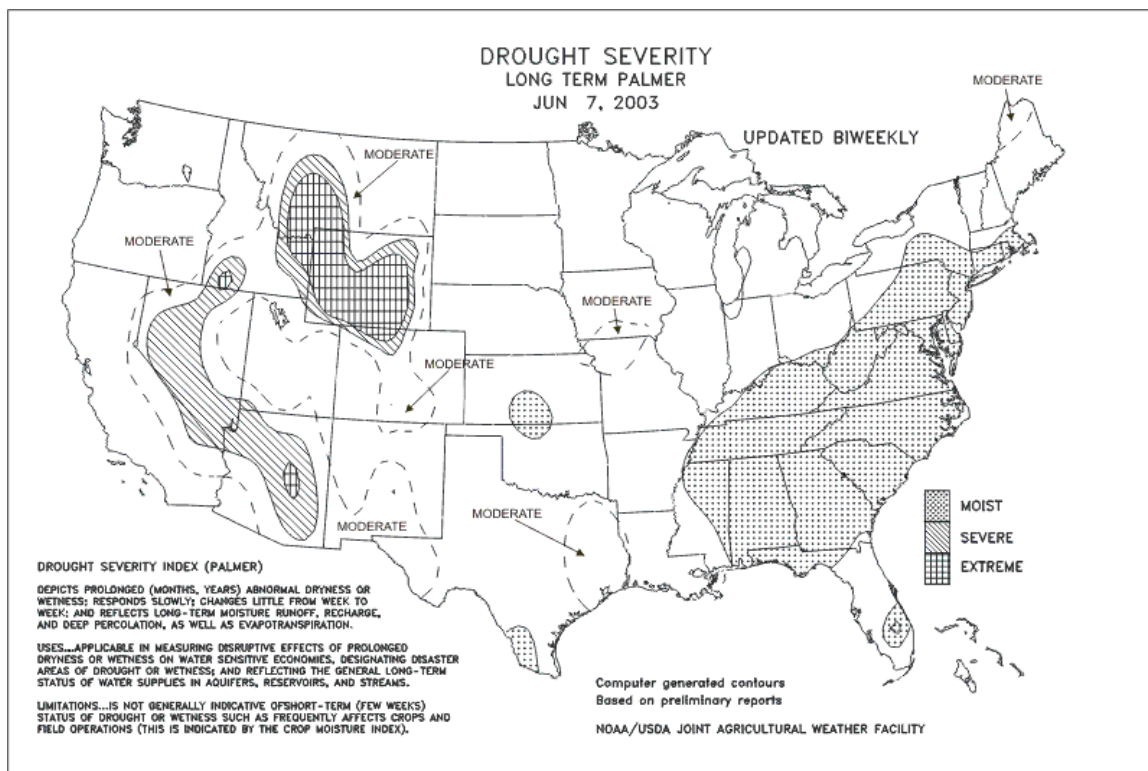 DROUGHT SEVERITY
LONG TERM PALMER
JUN 7, 2003
MODERATE
UPDATED BIWEEKLY
MODERATE
MODERATE
MODERATE
MODERATE
MODERATE
MODERATE
MOIST
SEVERE
EXTREME
DROUGHT SEVERITY INDEX (PALMER)
DEPICTS PROLONGED (MONTHS, YEARS) ABNORMAL DRYNESS OR
WETNESS; RESPONDS SLOWLY; CHANGES LITTLE FROM WEEK TO
WEEK; AND REFLECTS LONG-TERM MOISTURE RUNOFF, RECHARGE,
AND DEEP PERCOLATION, AS WELL AS EVAPOTRANSPIRATION.
USES...APPLICABLE IN MEASURING DISRUPTIVE EFFECTS OF PROLONGED
DRYNESS OR WETNESS ON WATER SENSITIVE ECONOMIES, DESIGNATING DISASTER
AREAS OF DROUGHT OR WETNESS; AND REFLECTING THE GENERAL LONG-TERM
STATUS OF WATER SUPPLIES IN AQUIFERS, RESERVOIRS, AND STREAMS.
LIMITATIONS...IS NOT GENERALLY INDICATIVE OFSHORT-TERM (FEW WEEKS)
STATUS OF DROUGHT OR WETNESS SUCH AS FREQUENTLY AFFECTS CROPS AND
FIELD OPERATIONS (THIS IS INDICATED BY THE CROP MOISTURE INDEX).
Computer generated contours
Based on preliminary reports
NOAA/USDA JOINT AGRICULTURAL WEATHER FACILITY